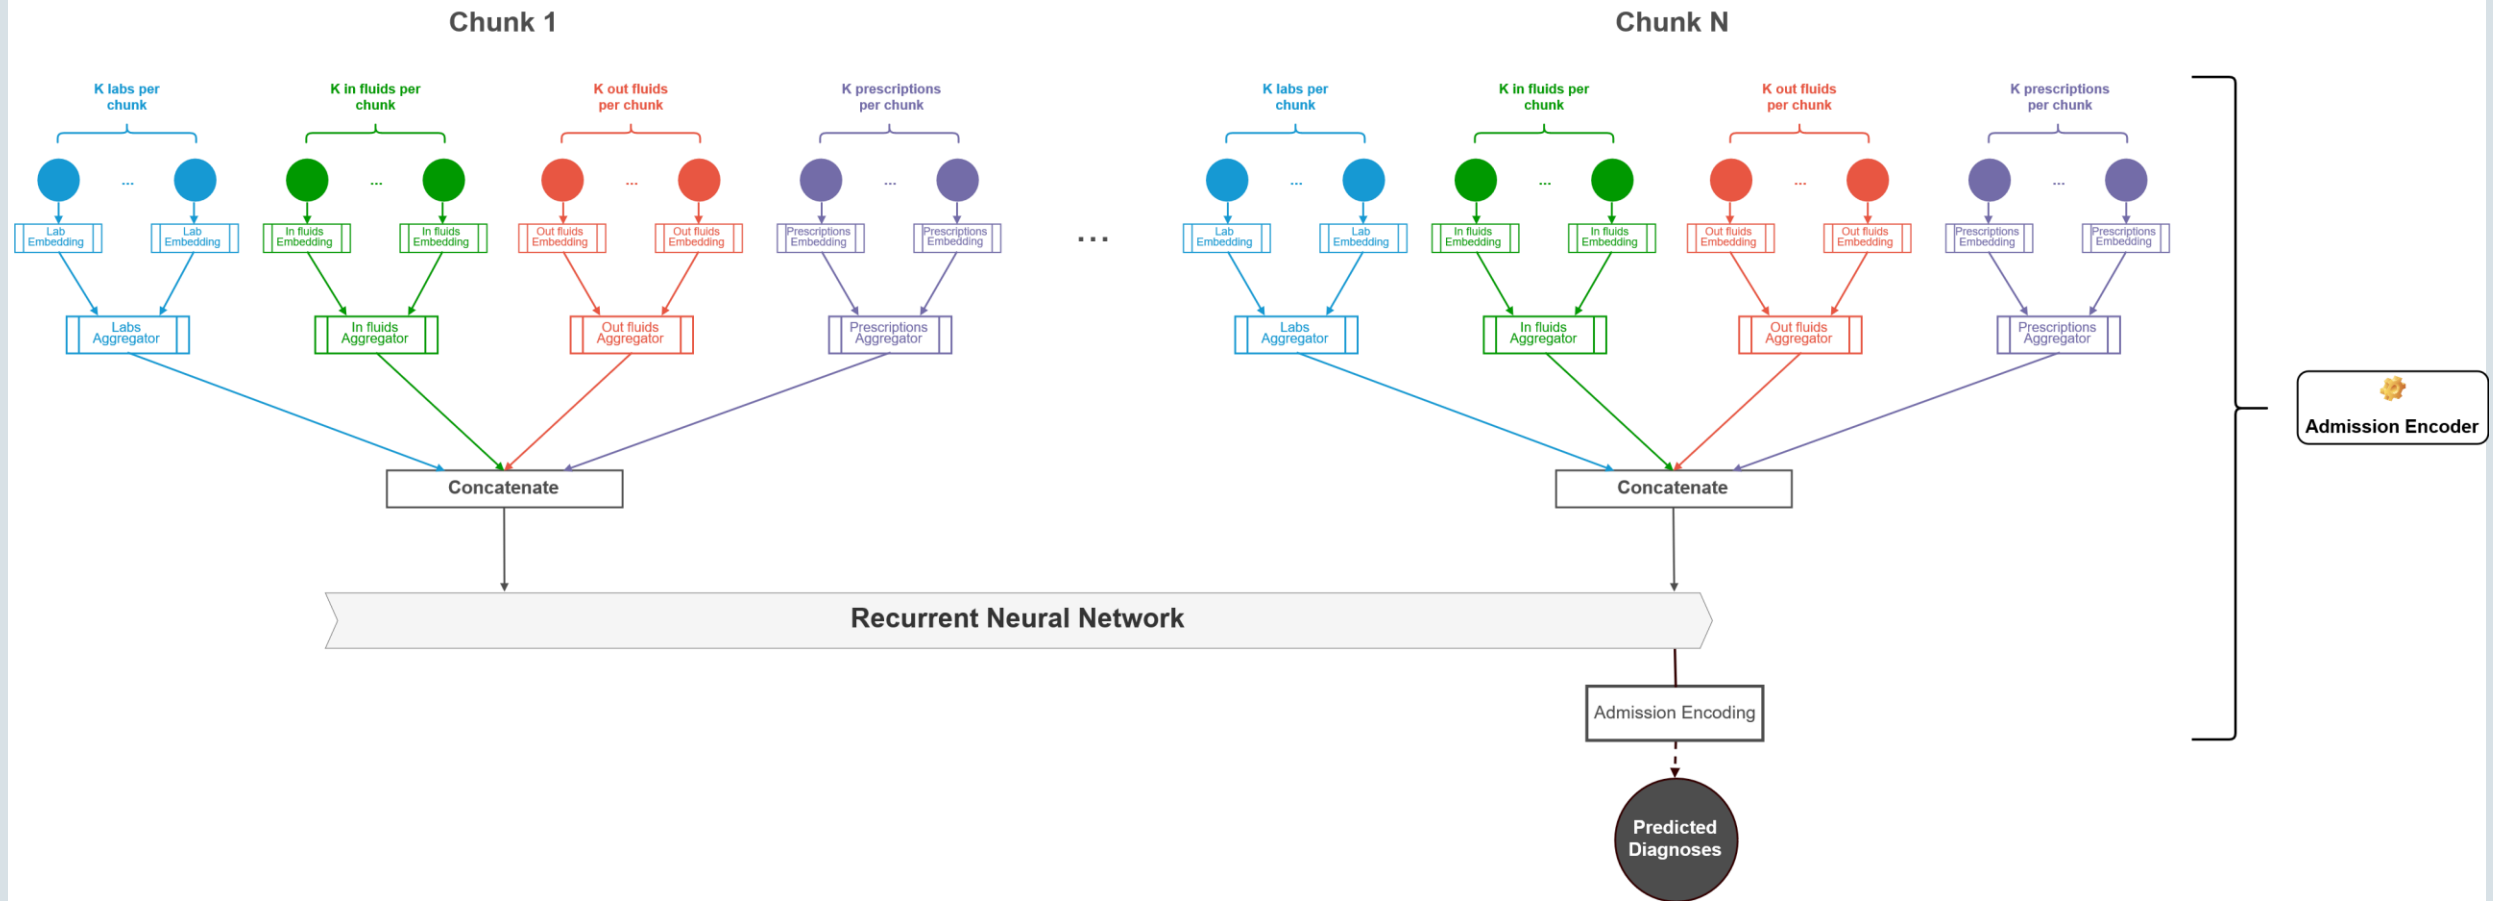 Chunk 1
Chunk N
K labs per
chunk
K in fluids per
chunk
K out fluids
per chunk
K prescriptions
per chunk
K labs per
chunk
K in fluids per
chunk
K out fluids
per chunk
K prescriptions
per chunk
...
...
...
...
...
...
...
...
Lab
Embedding
Lab
Embedding
In fluids
Embedding
In fluids
Embedding
Out fluids
Embedding
Out fluids
Embedding
Prescriptions
Embedding
Prescriptions
Embedding
...
Lab
Embedding
Lab
Embedding
In fluids
Embedding
In fluids
Embedding
Out fluids
Embedding
Out fluids
Embedding
Prescriptions
Embedding
Prescriptions
Embedding
Labs
Aggregator
In fluids
Aggregator
Out fluids
Aggregator
Prescriptions
Aggregator
Labs
Aggregator
In fluids
Aggregator
Out fluids
Aggregator
Prescriptions
Aggregator
Admission Encoder
Concatenate
Concatenate
Recurrent Neural Network
Admission Encoding
Predicted
Diagnoses